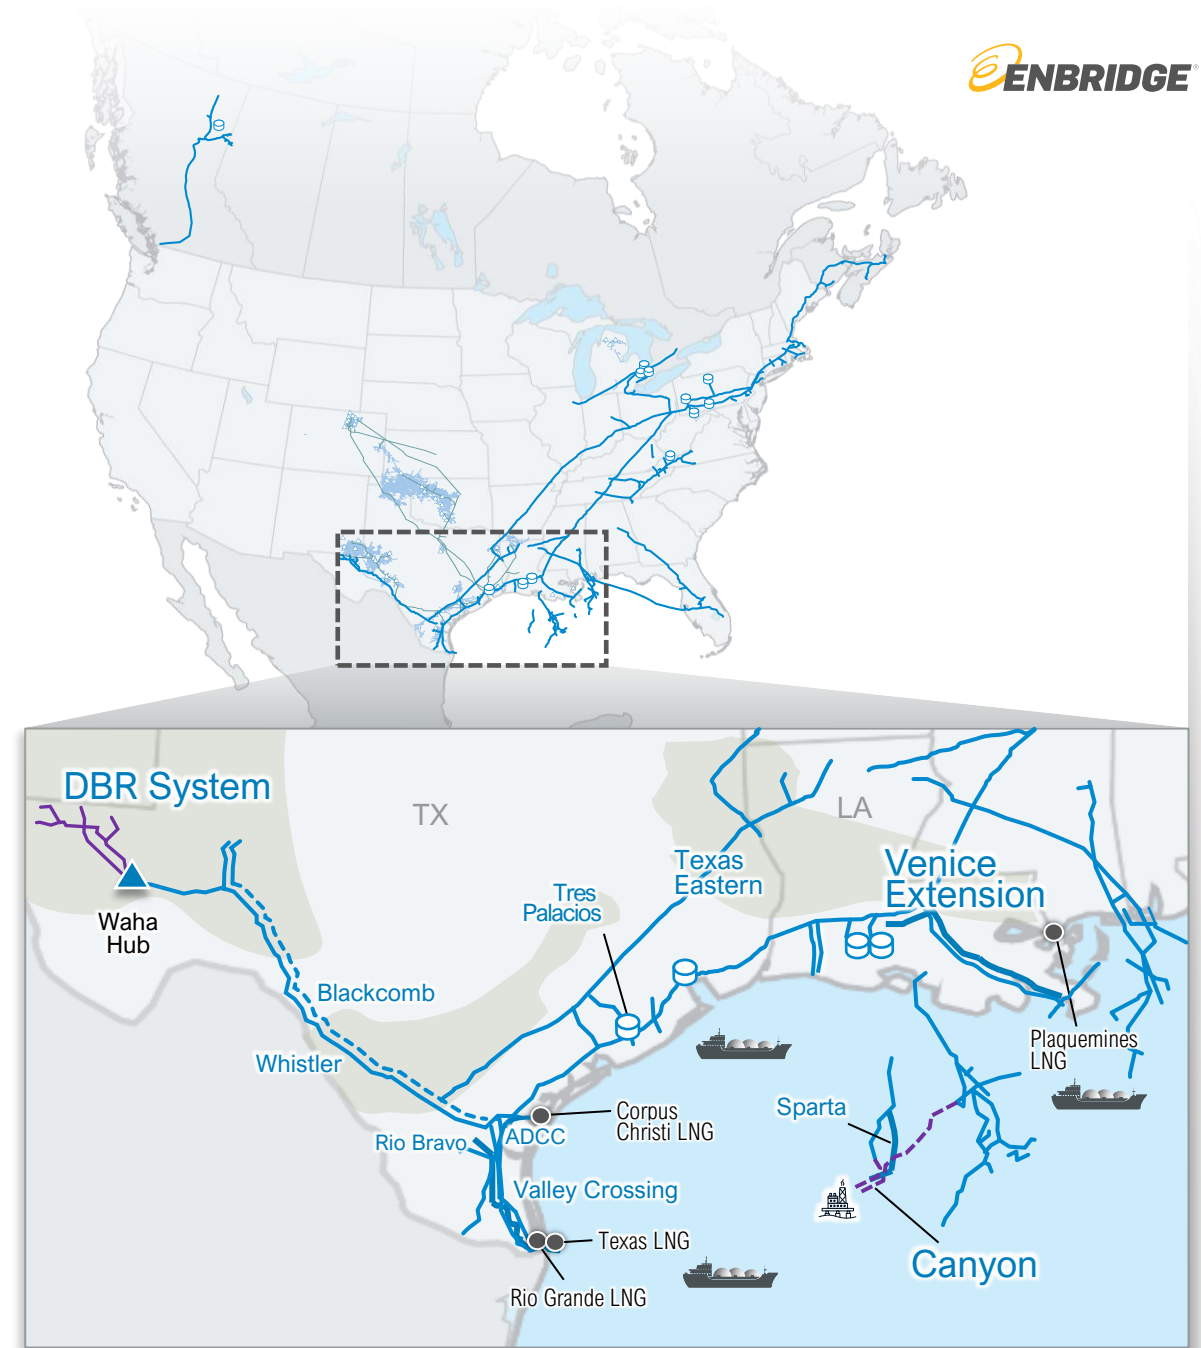 ENBRIDGE
DBR System
TX
LA
Texas
Eastern
Venice
Extension
Tres
Palacios
Waha
Hub
Blackcomb
Whistler
Plaquemines
LNG
Sparta
Corpus
Christi LNG
ADCC
Rio Bravo
Valley Crossing
Texas LNG
Canyon
Rio Grande LNG